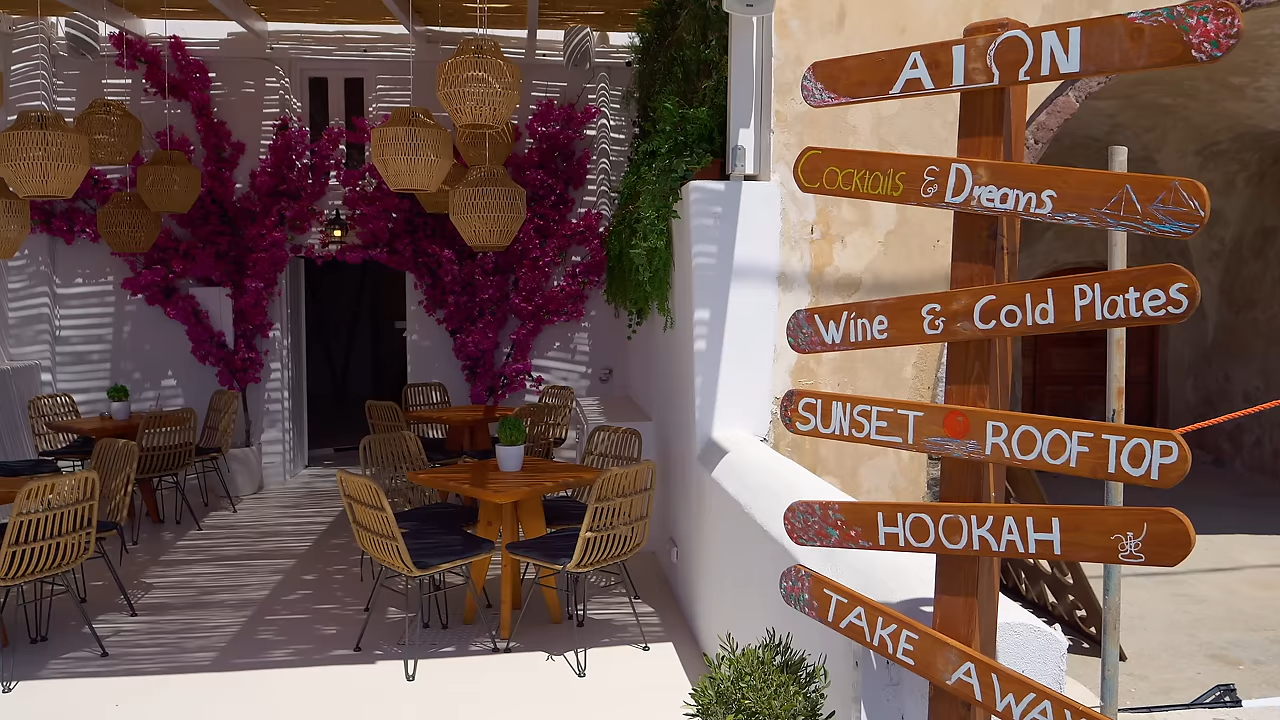 AIΩN
Cocktails & Dreams
Wine & Cold Plates
SUNSET ROOF TOP
HOOKAH
TAKE AWAY